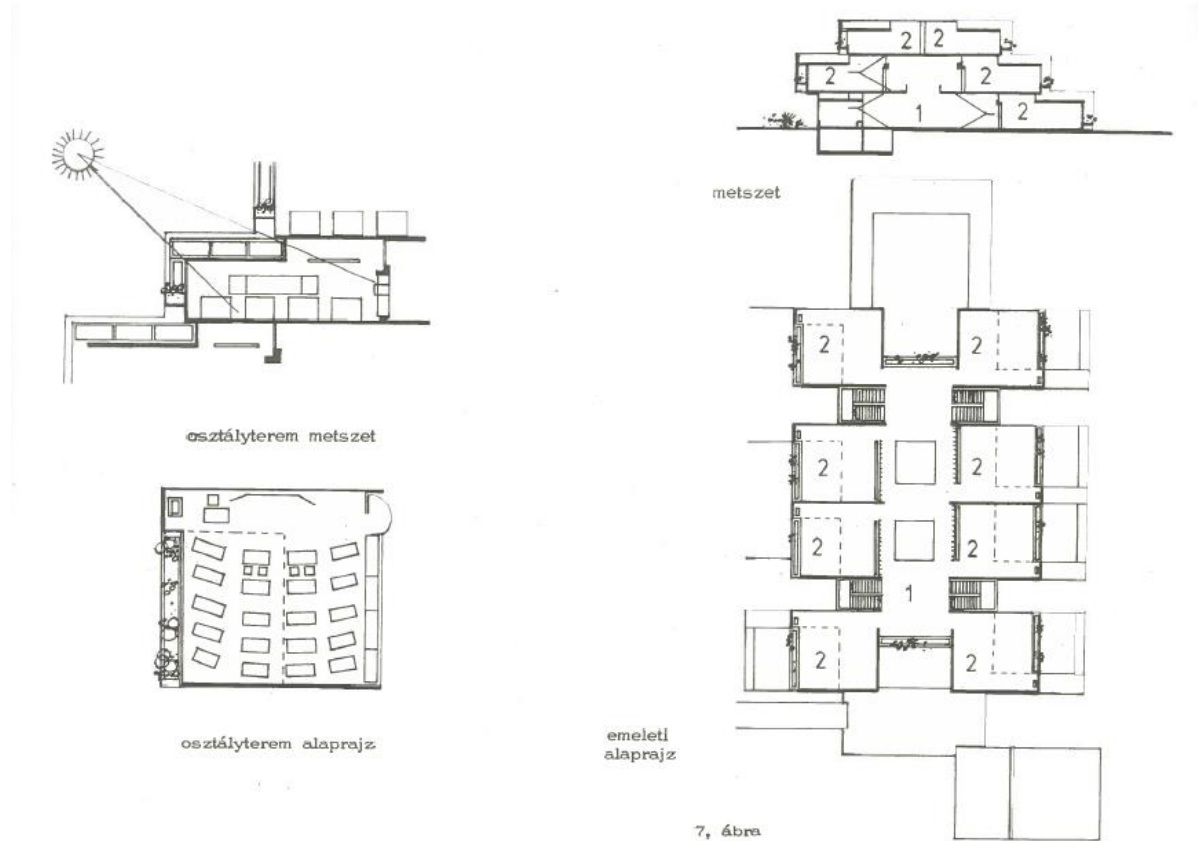 osztályterem metszet
osztályterem alaprajz
2 2
2 2
1 2
metszet
2 2
2 2
2 2
1
2 2
emeleti
alaprajz
7, ábra